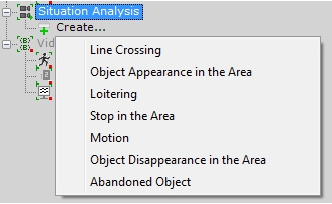 Situation Analysis
Create...
Vid
Line Crossing
Object Appearance in the Area
Loitering
Stop in the Area
Motion
Object Disappearance in the Area
Abandoned Object